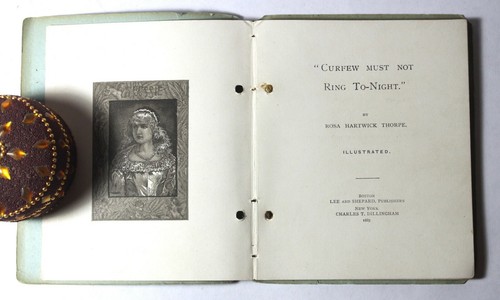 "CURFEW MUST NOT
RING TO-NIGHT."
BY
ROSA HARTWICK THORPE.
ILLUSTRATED.
BOSTON
LEE AND SHEPARD, PUBLISHERS
NEW YORK
CHARLES T. DILLINGHAM